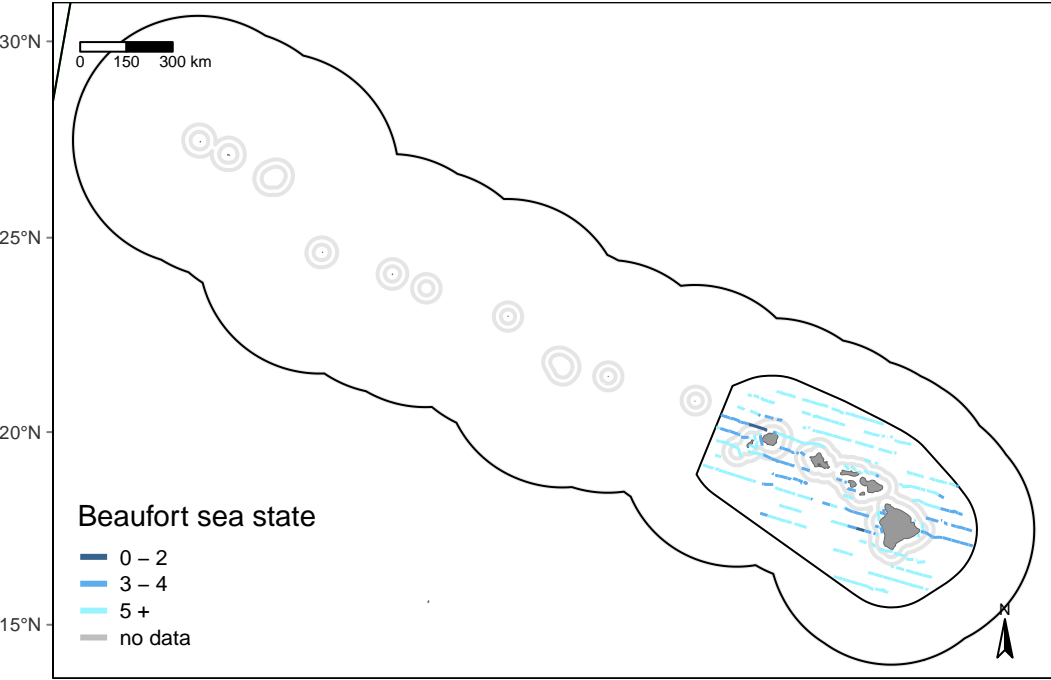 30°N
0 150 300 km
25°N
20°N
15°N
Beaufort sea state
0 – 2
3 – 4
5 +
no data
N